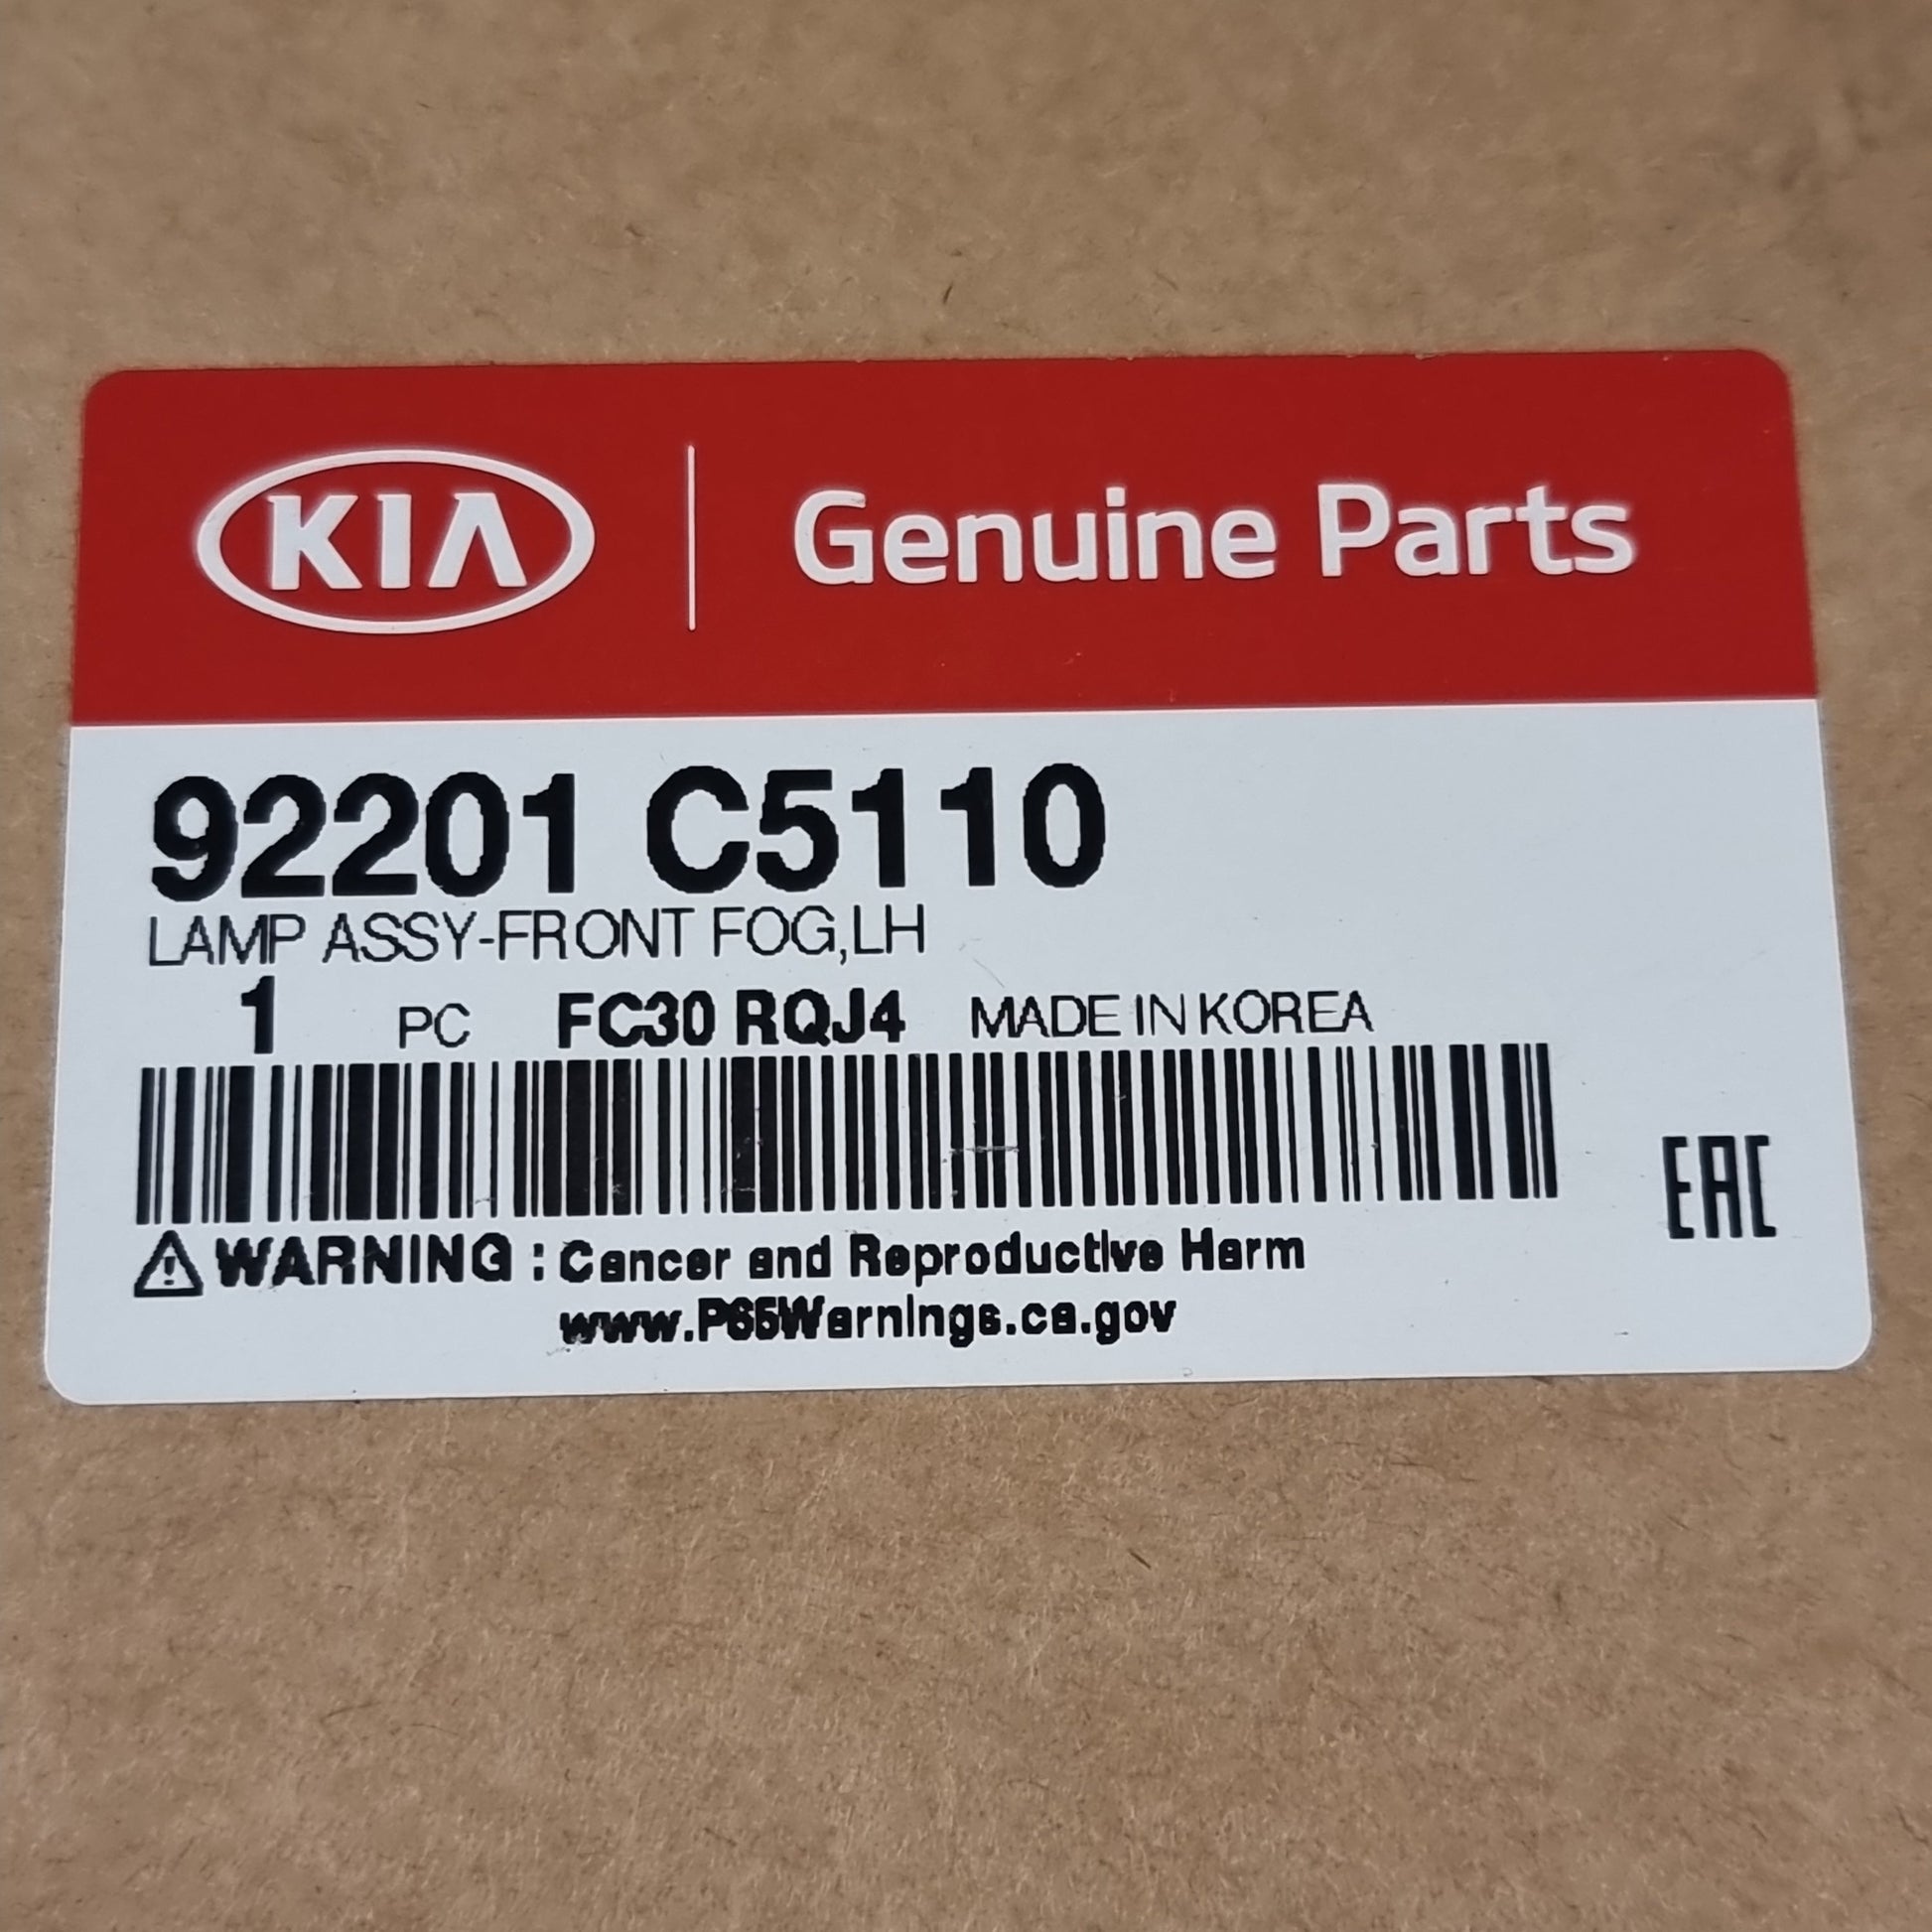 KIA Genuine Parts
92201 C5110
LAMP ASSY-FRONT FOG,LH
1 PC FC30 RQJ4 MADE IN KOREA
EAC
WARNING : Cancer and Reproductive Harm
www.P65Warnings.ca.gov